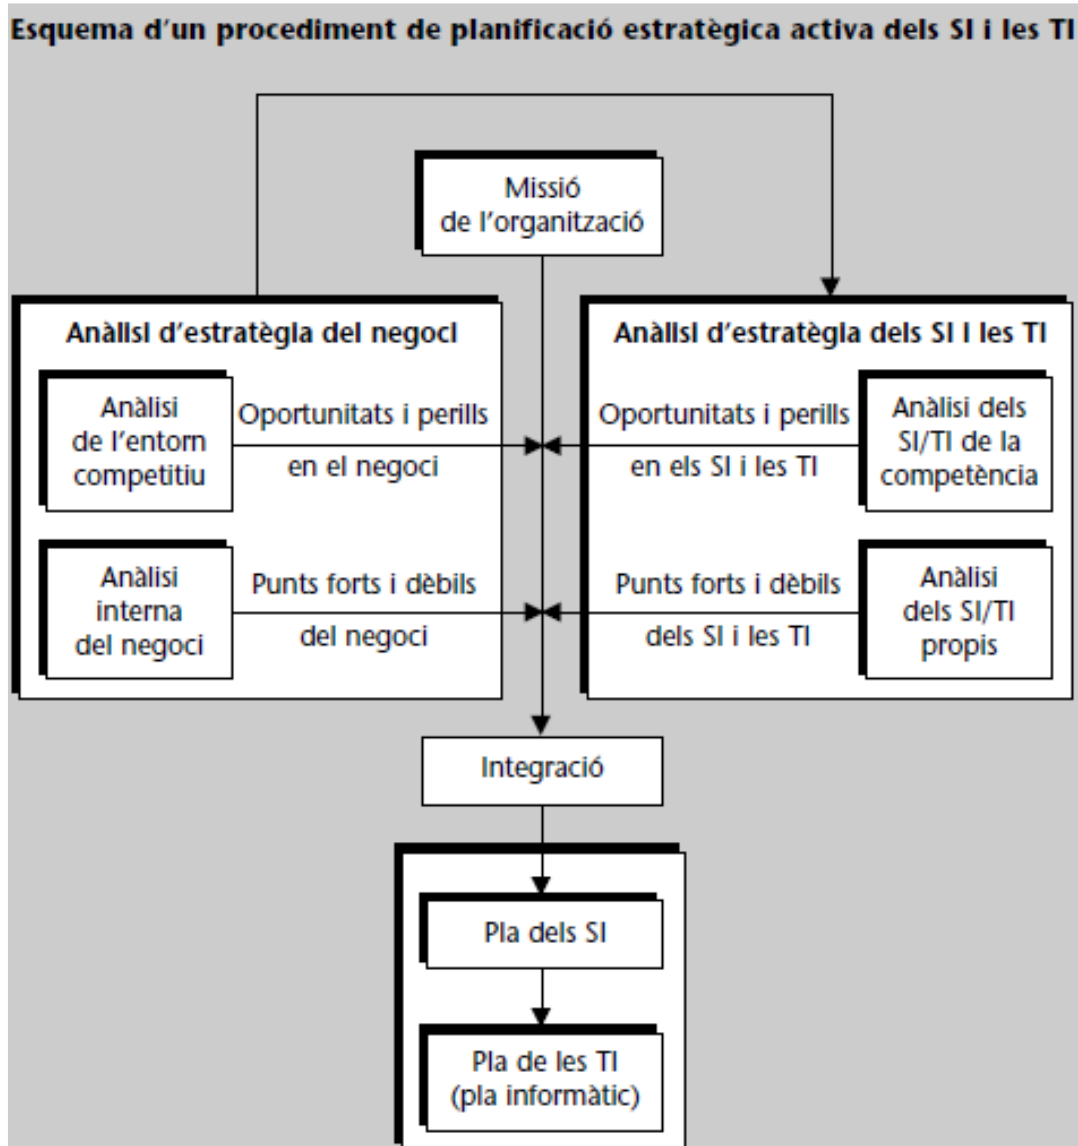 Esquema d'un procediment de planificació estratègica activa dels SI i les TI
Missió
de l'organització
Anàlisi d'estratègia del negoci
Anàlisi
de l'entorn
competitiu
Oportunitats i perills
en el negoci
Anàlisi
interna
del negoci
Punts forts i dèbils
del negoci
Anàlisi d'estratègia dels SI i les TI
Oportunitats i perills
en els SI i les TI
Anàlisi dels
SI/TI de la
competència
Punts forts i dèbils
dels SI i les TI
Anàlisi
dels SI/TI
propis
Integració
Pla dels SI
Pla de les TI
(pla informàtic)